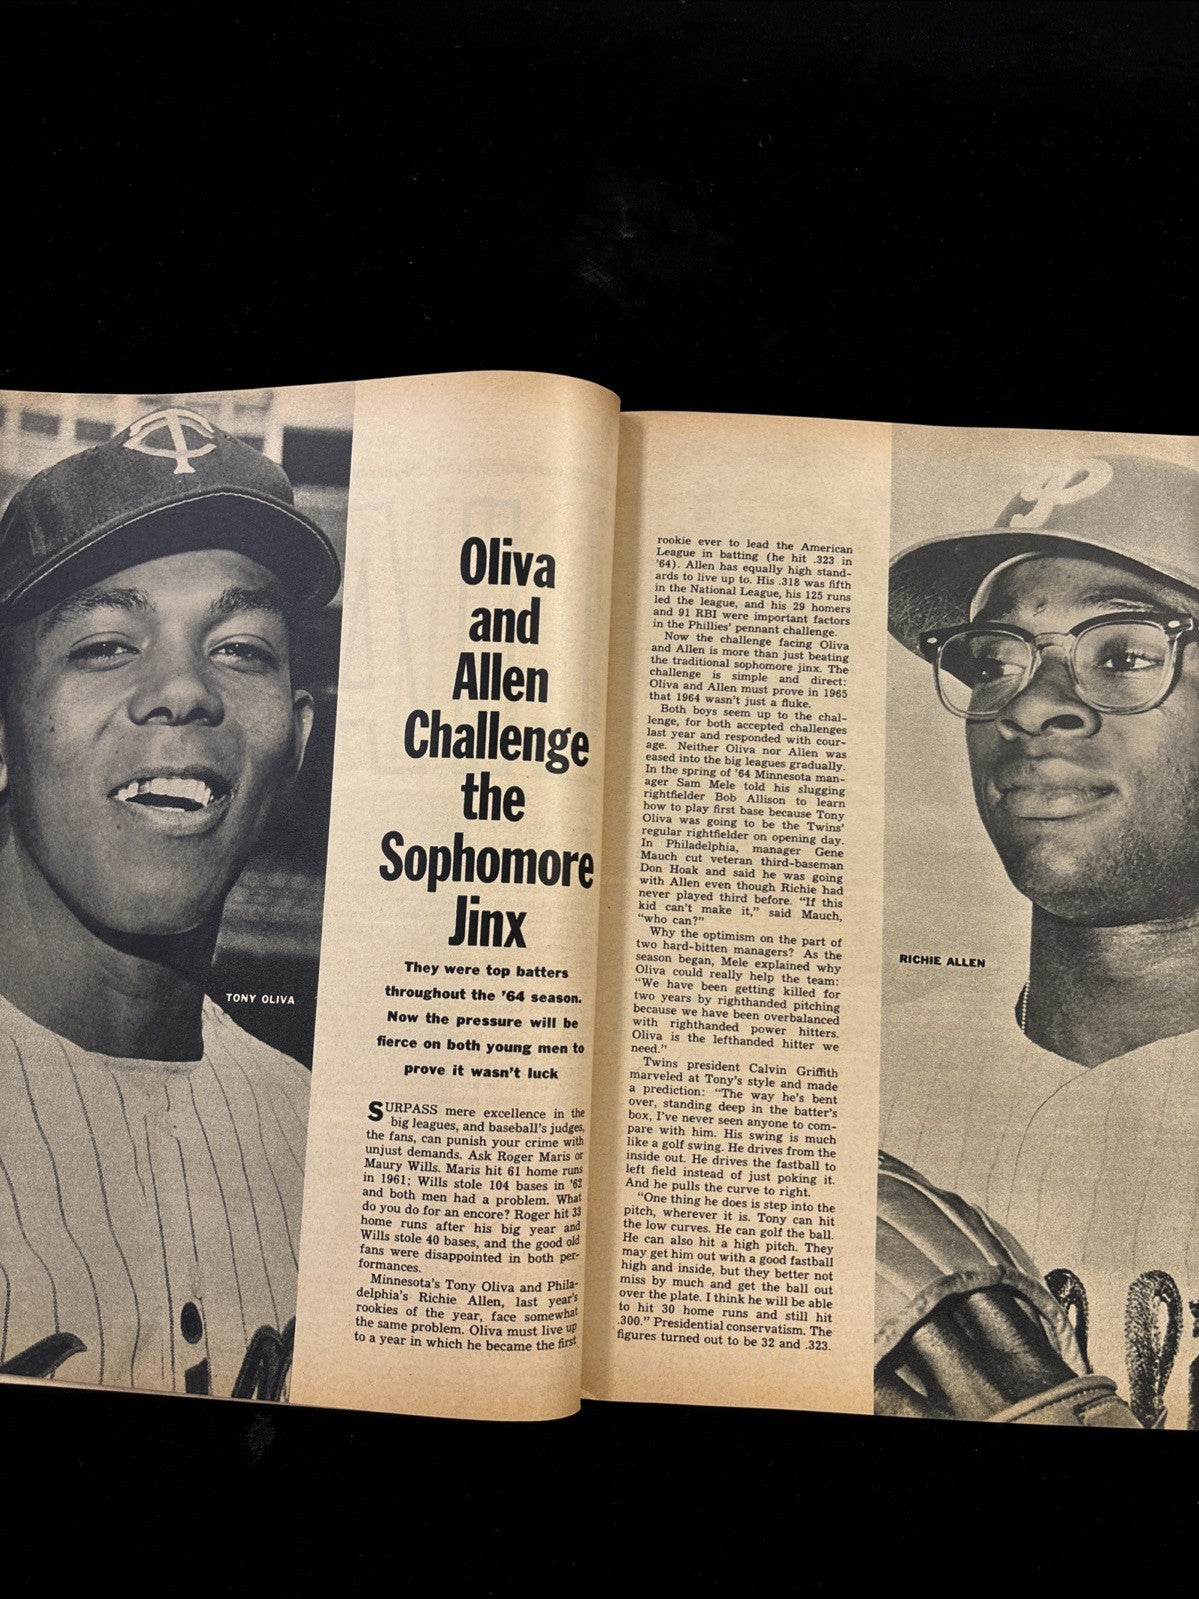 TC
TONY OLIVA
Oliva
and
Allen
Challenge
the
Sophomore
Jinx
They were top batters
throughout the '64 season.
Now the pressure will be
fierce on both young men to
prove it wasn't luck
SURPASS mere excellence in the
big leagues, and baseball's judges,
the fans, can punish your crime with
unjust demands. Ask Roger Maris or
Maury Wills. Maris hit 61 home runs
in 1961; Wills stole 104 bases in '62
and both men had a problem. What
do you do for an encore? Roger hit 33
home runs after his big year and
Wills stole 40 bases, and the good old
fans were disappointed in both per-
formances.
Minnesota's Tony Oliva and Phila-
delphia's Richie Allen, last year's
rookies of the year, face somewhat
the same problem. Oliva must live up
to a year in which he became the first
rookie ever to lead the American
League in batting (he hit .323 in
'64). Allen has equally high stand-
ards to live up to. His .318 was fifth
in the National League, his 125 runs
led the league, and his 29 homers
and 91 RBI were important factors
in the Phillies' pennant challenge.
Now the challenge facing Oliva
and Allen is more than just beating
the traditional sophomore jinx. The
challenge is simple and direct:
Oliva and Allen must prove in 1965
that 1964 wasn't just a fluke.
Both boys seem up to the chal-
lenge, for both accepted challenges
last year and responded with cour-
age. Neither Oliva nor Allen was
eased into the big leagues gradually.
In the spring of '64 Minnesota man-
ager Sam Mele told his slugging
rightfielder Bob Allison to learn
how to play first base because Tony
Oliva was going to be the Twins'
regular rightfielder on opening day.
In Philadelphia, manager Gene
Mauch cut veteran third-baseman
Don Hoak and said he was going
with Allen even though Richie had
never played third before. "If this
kid can't make it," said Mauch,
"who can?"
Why the optimism on the part of
two hard-bitten managers? As the
season began, Mele explained why
Oliva could really help the team:
"We have been getting killed for
two years by righthanded pitching
because we have been overbalanced
with righthanded power hitters.
Oliva is the lefthanded hitter we
need."
Twins president Calvin Griffith
marveled at Tony's style and made
a prediction: "The way he's bent
over, standing deep in the batter's
box, I've never seen anyone to com-
pare with him. His swing is much
like a golf swing. He drives from the
inside out. He drives the fastball to
left field instead of just poking it.
And he pulls the curve to right.
"One thing he does is step into the
pitch, wherever it is. Tony can hit
the low curves. He can golf the ball.
He can also hit a high pitch. They
may get him out with a good fastball
high and inside, but they better not
miss by much and get the ball out
over the plate. I think he will be able
to hit 30 home runs and still hit
.300." Presidential conservatism. The
figures turned out to be 32 and .323.
P
RICHIE ALLEN